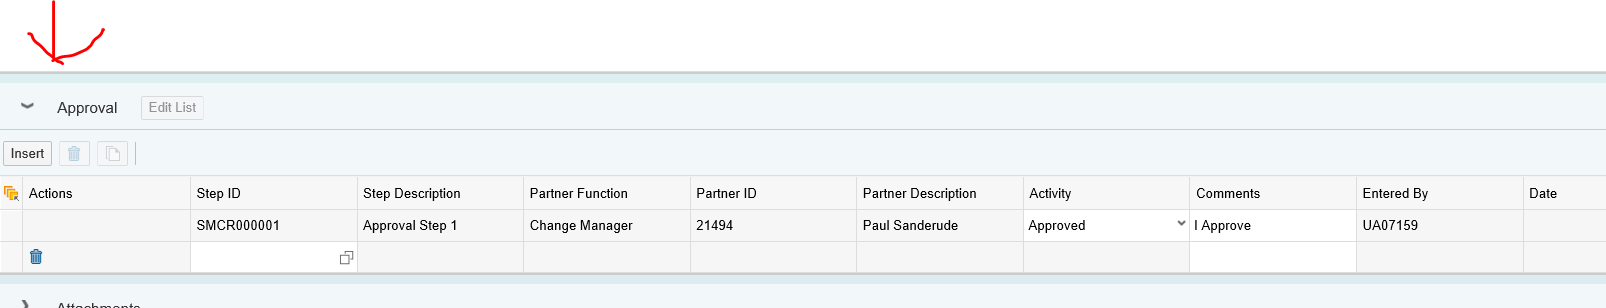 Approval Edit List
Insert
Actions Step ID Step Description Partner Function Partner ID Partner Description Activity Comments Entered By Date
SMCR000001 Approval Step 1 Change Manager 21494 Paul Sanderude Approved I Approve UA07159
Attachments